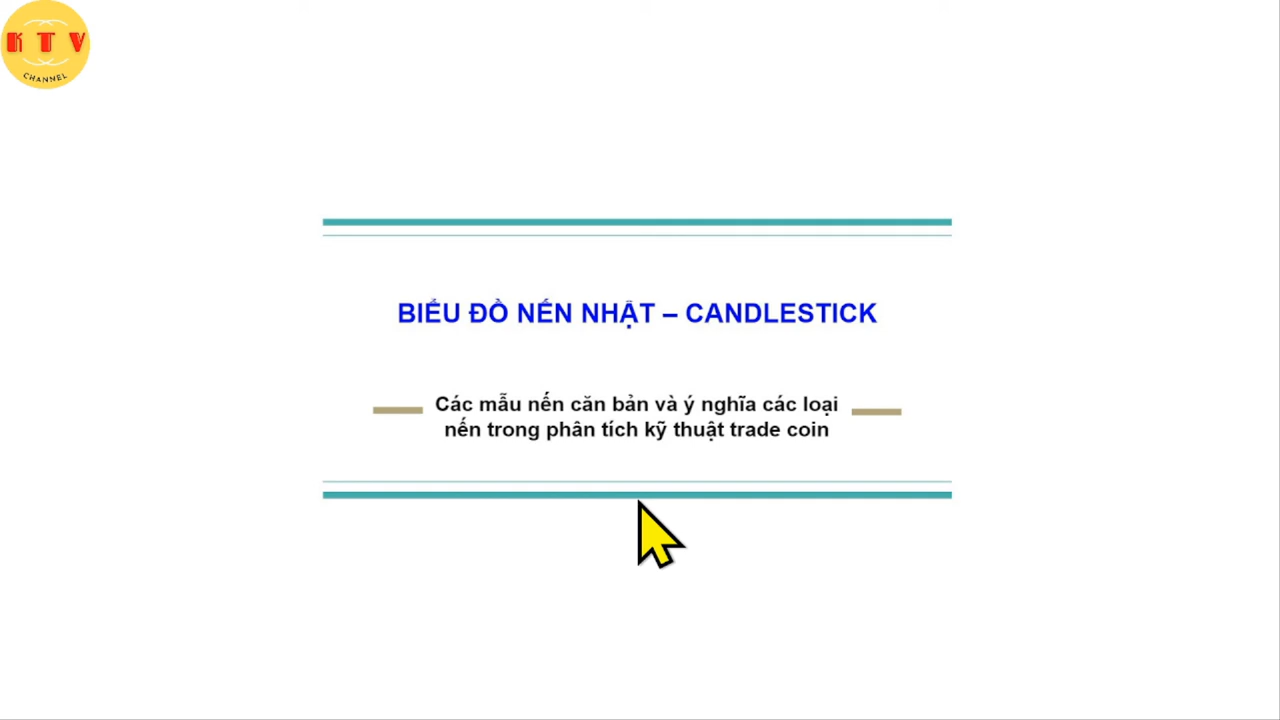 KTV
CHANNEL
BIỂU ĐỒ NẾN NHẬT – CANDLESTICK
Các mẫu nến căn bản và ý nghĩa các loại
nến trong phân tích kỹ thuật trade coin